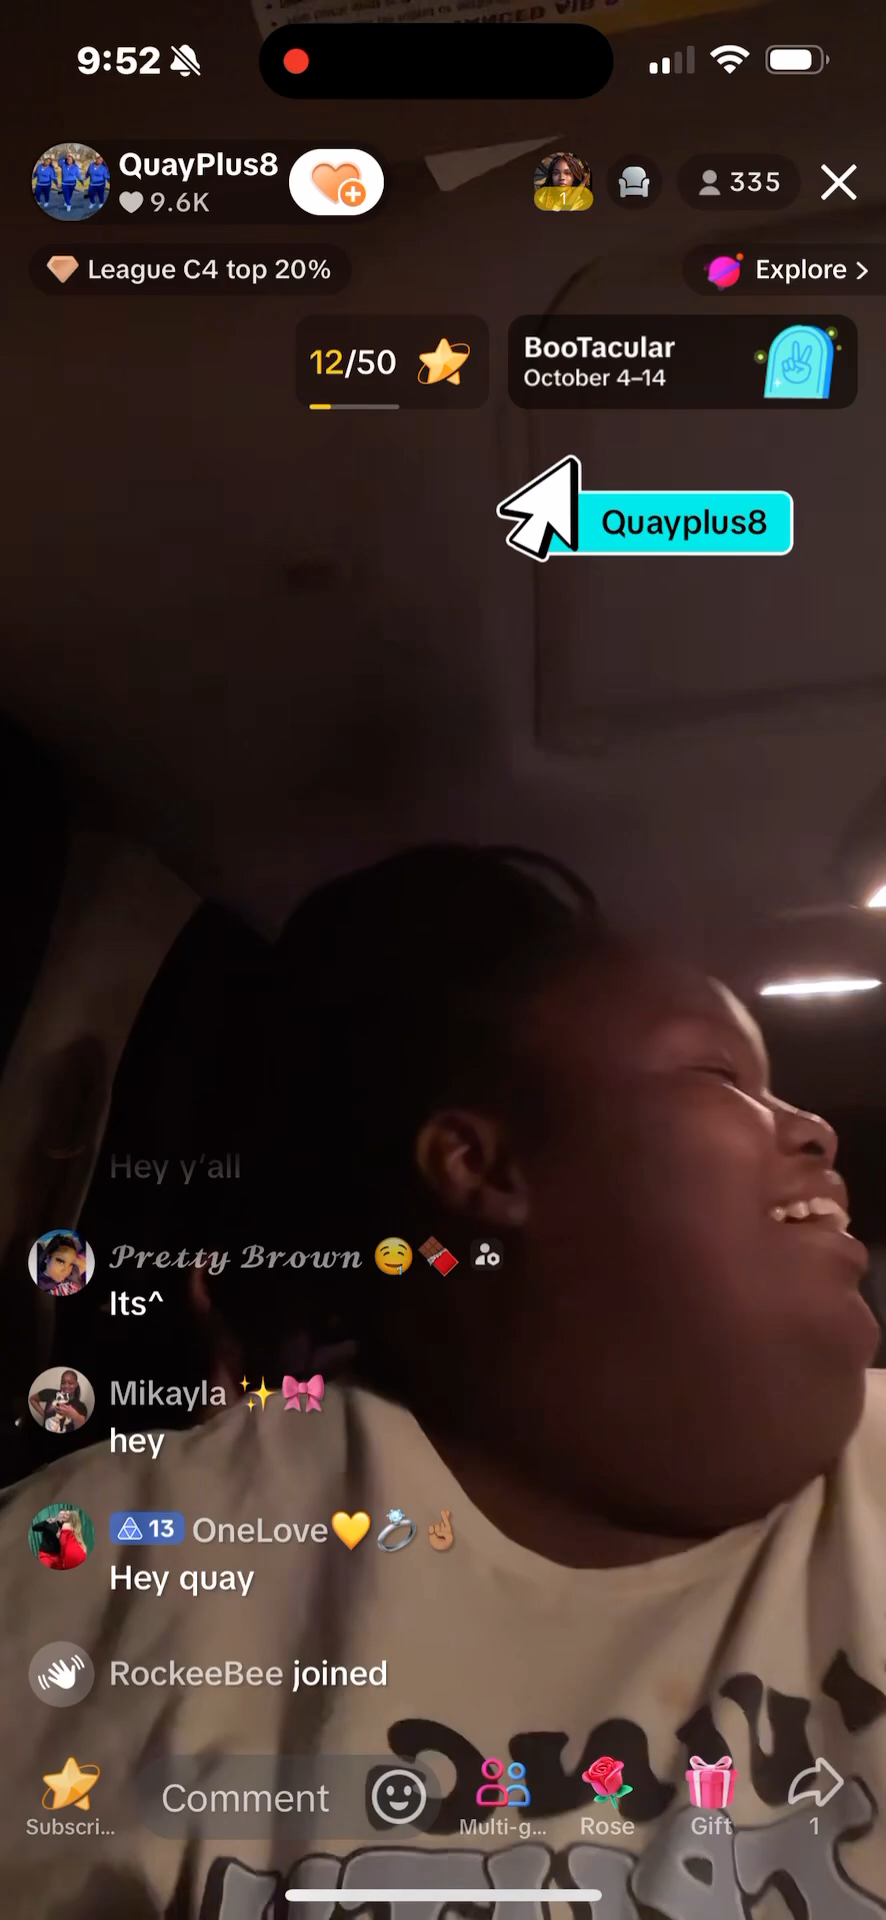 9:52
QuayPlus8
9.6K
1
335
League C4 top 20%
Explore >
12/50
BooTacular
October 4–14
Quayplus8
Hey y'all
𝓟𝓻𝓮𝓽𝓽𝔂 𝓑𝓻𝓸𝔀𝓷 🤤🍫
Its^
Mikayla ✨🎀
hey
13 OneLove💛💍🤞🏽
Hey quay
RockeeBee joined
Comment
Subscri...
Multi-g...
Rose
Gift
1